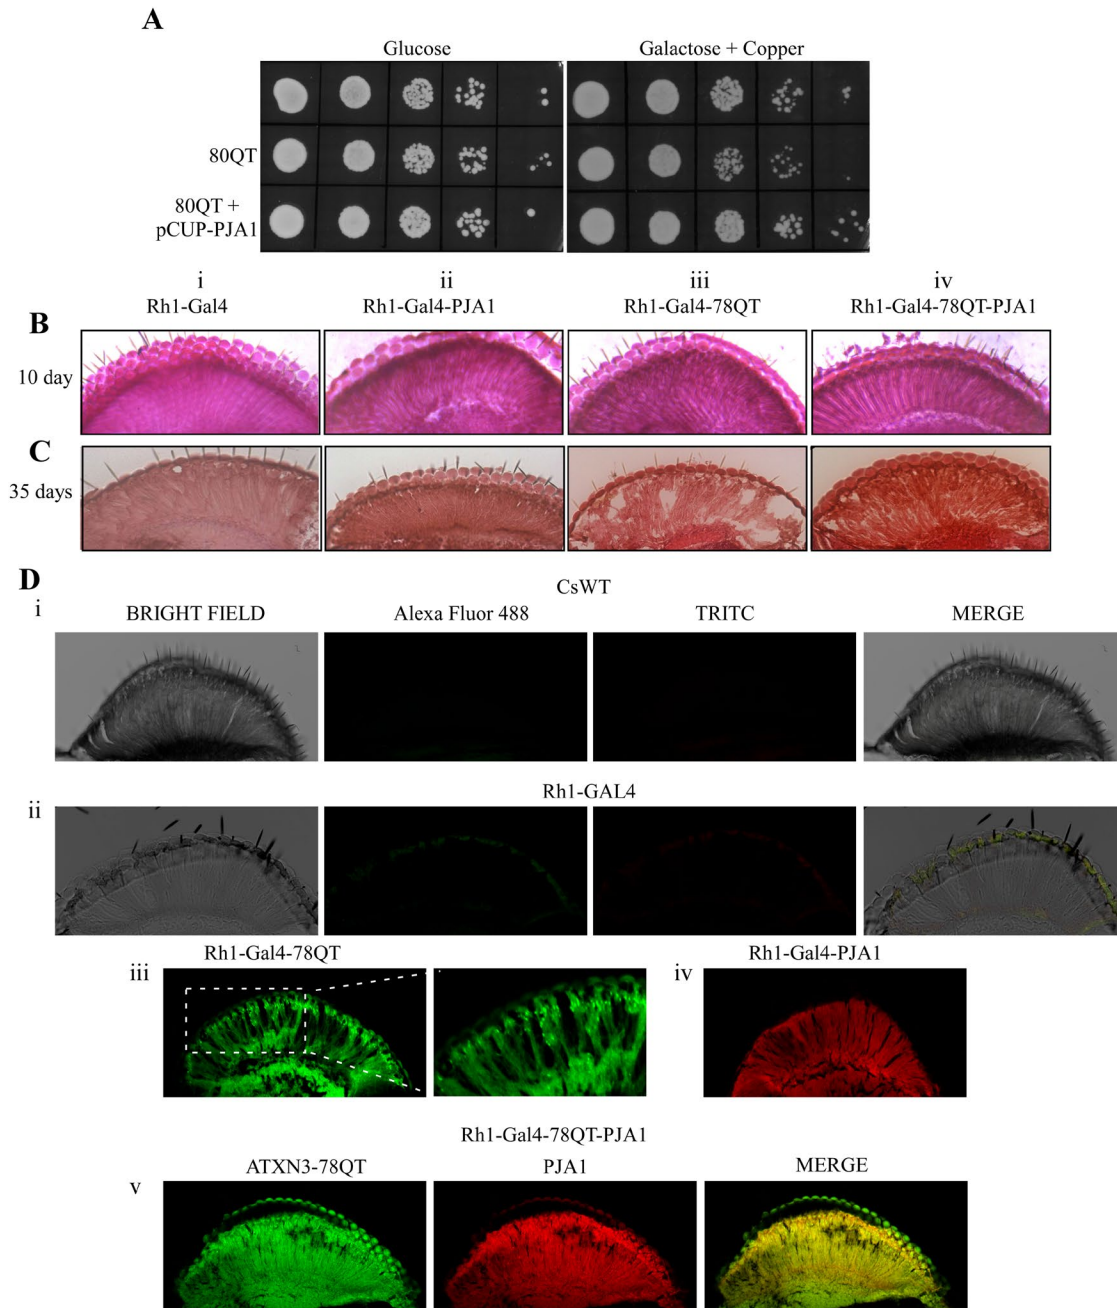 A
Glucose
Galactose + Copper
80QT
80QT +
pCUP-PJA1
i
ii
iii
iv
Rh1-Gal4
Rh1-Gal4-PJA1
Rh1-Gal4-78QT
Rh1-Gal4-78QT-PJA1
B
10 day
C
35 days
D
CsWT
i
BRIGHT FIELD
Alexa Fluor 488
TRITC
MERGE
Rh1-GAL4
ii
Rh1-Gal4-78QT
Rh1-Gal4-PJA1
iii
iv
Rh1-Gal4-78QT-PJA1
ATXN3-78QT
PJA1
MERGE
v